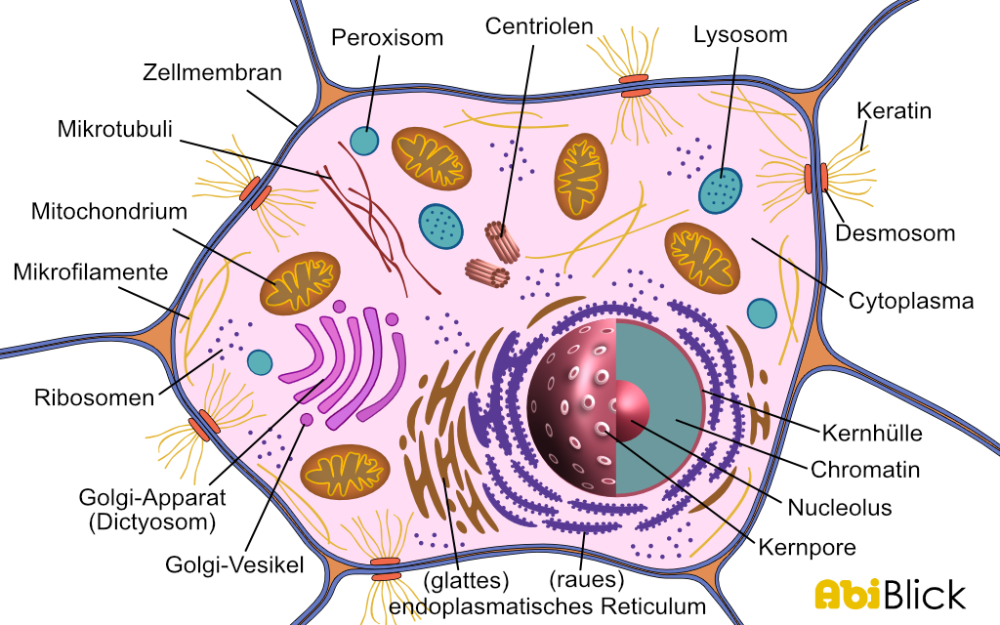 Peroxisom
Centriolen
Lysosom
Zellmembran
Keratin
Mikrotubuli
Mitochondrium
Desmosom
Mikrofilamente
Cytoplasma
Ribosomen
Kernhülle
Chromatin
Golgi-Apparat
(Dictyosom)
Nucleolus
Kernpore
Golgi-Vesikel
(glattes)
(raues)
endoplasmatisches Reticulum
AbiBlick